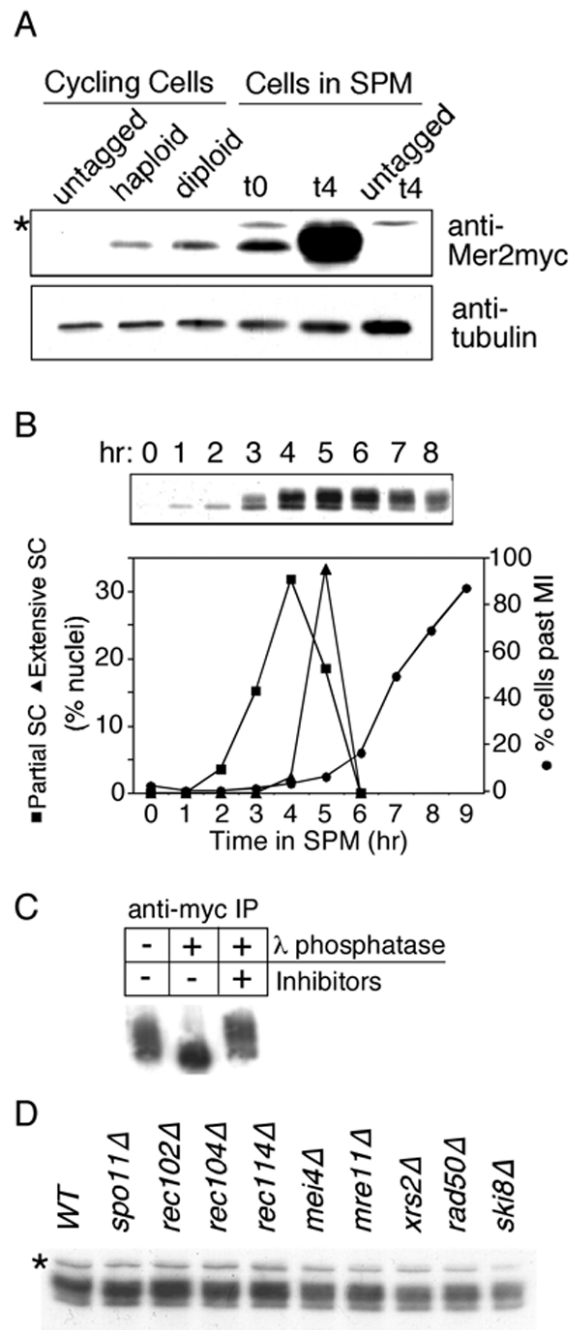 A
Cycling Cells Cells in SPM
untagged haploid diploid t0 t4 untagged t4
*
anti-
Mer2myc
anti-
tubulin
B
hr: 0 1 2 3 4 5 6 7 8
■Partial SC ▲Extensive SC
(% nuclei)
30
20
10
0
100
80
60
40
20
0
● % cells past MI
0 1 2 3 4 5 6 7 8 9
Time in SPM (hr)
C
anti-myc IP
- + + λ phosphatase
- - + Inhibitors
D
WT spo11Δ rec102Δ rec104Δ rec114Δ mei4Δ mre11Δ xrs2Δ rad50Δ ski8Δ
*